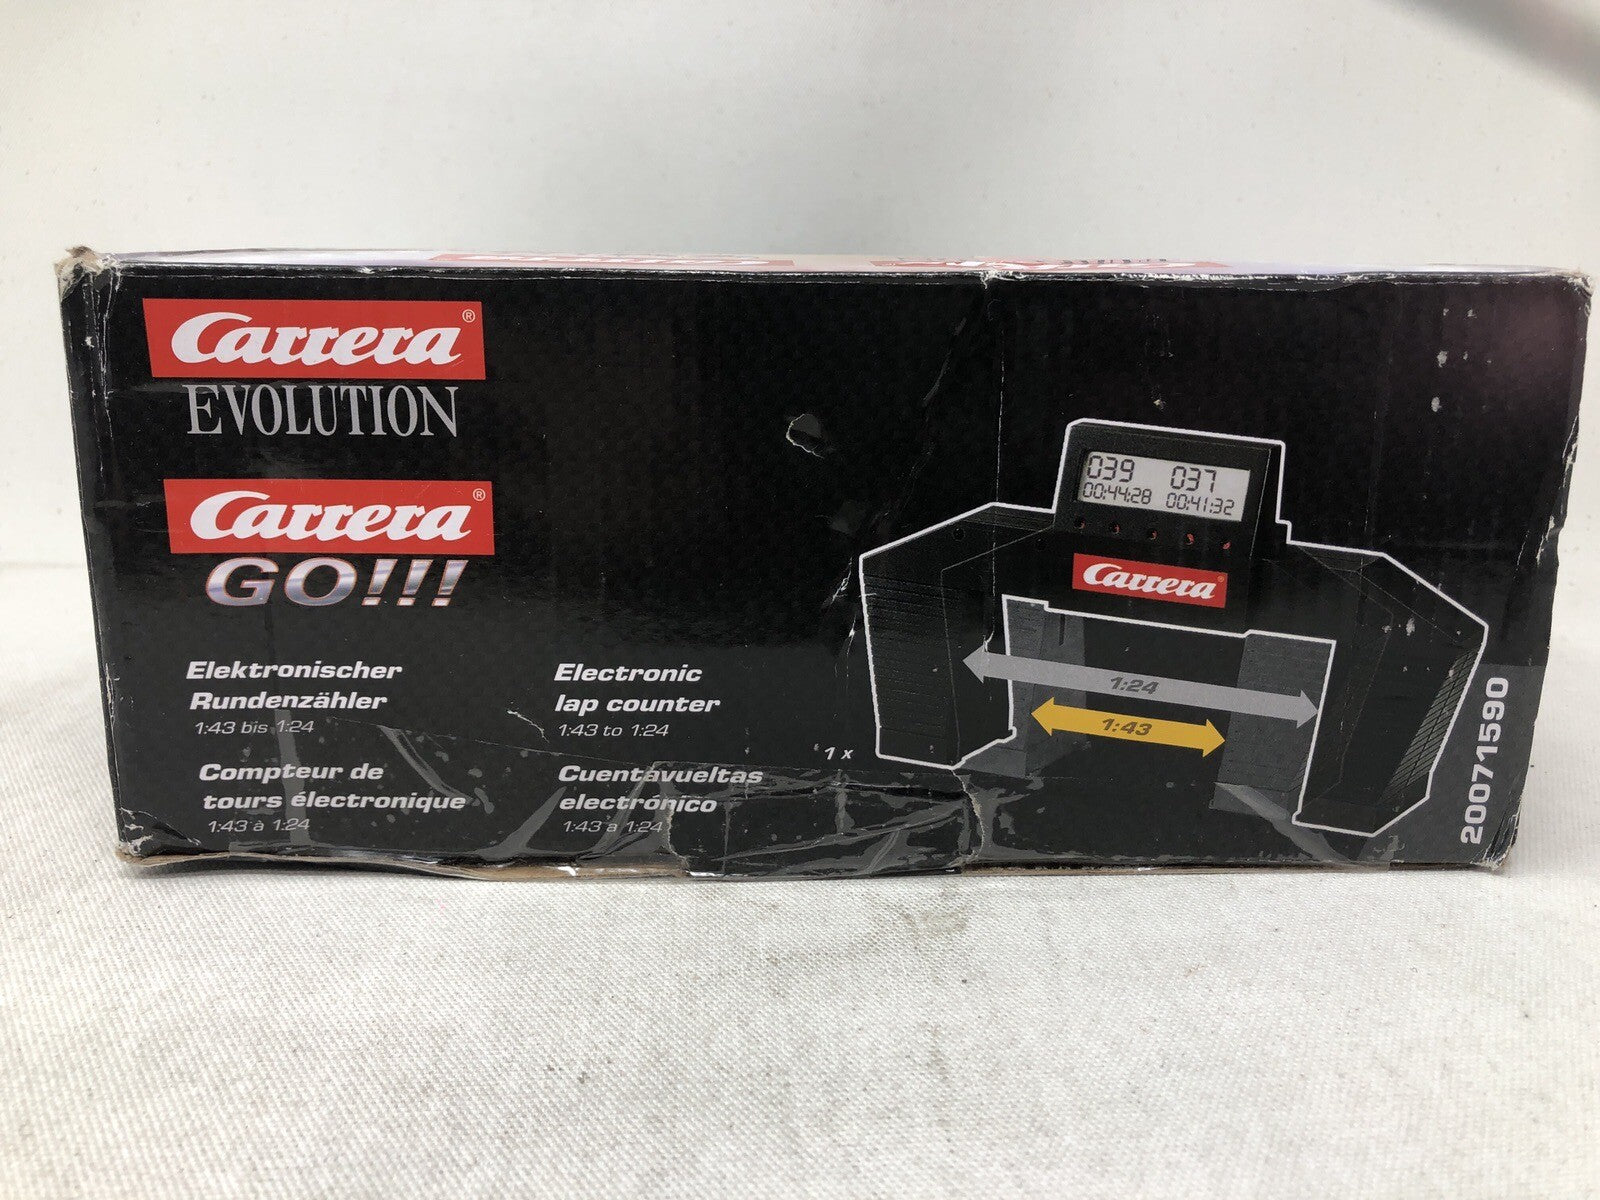 Carrera®
EVOLUTION
Carrera®
GO!!!
Elektronischer
Rundenzähler
1:43 bis 1:24
Electronic
lap counter
1:43 to 1:24
Compteur de
tours électronique
1:43 à 1:24
Cuentavueltas
electrónico
1:43 a 1:24
1 x
039 037
00:44:28 00:41:32
Carrera®
1:24
1:43
20071590